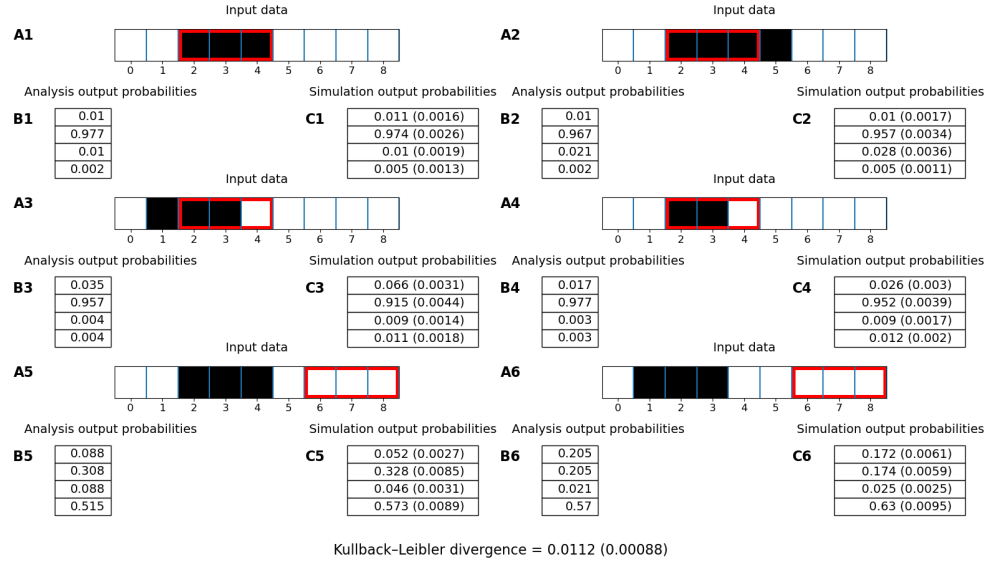 Input data Input data
A1 A2
0 1 2 3 4 5 6 7 8 0 1 2 3 4 5 6 7 8
Analysis output probabilities Simulation output probabilities Analysis output probabilities Simulation output probabilities
B1 0.01 C1 0.011 (0.0016) B2 0.01 C2 0.01 (0.0017)
0.977 0.974 (0.0026) 0.967 0.957 (0.0034)
0.01 0.01 (0.0019) 0.021 0.028 (0.0036)
0.002 0.005 (0.0013) 0.002 0.005 (0.0011)
Input data Input data
A3 A4
0 1 2 3 4 5 6 7 8 0 1 2 3 4 5 6 7 8
Analysis output probabilities Simulation output probabilities Analysis output probabilities Simulation output probabilities
B3 0.035 C3 0.066 (0.0031) B4 0.017 C4 0.026 (0.003)
0.957 0.915 (0.0044) 0.977 0.952 (0.0039)
0.004 0.009 (0.0014) 0.003 0.009 (0.0017)
0.004 0.011 (0.0018) 0.003 0.012 (0.002)
Input data Input data
A5 A6
0 1 2 3 4 5 6 7 8 0 1 2 3 4 5 6 7 8
Analysis output probabilities Simulation output probabilities Analysis output probabilities Simulation output probabilities
B5 0.088 C5 0.052 (0.0027) B6 0.205 C6 0.172 (0.0061)
0.308 0.328 (0.0085) 0.205 0.174 (0.0059)
0.088 0.046 (0.0031) 0.021 0.025 (0.0025)
0.515 0.573 (0.0089) 0.57 0.63 (0.0095)
Kullback–Leibler divergence = 0.0112 (0.00088)